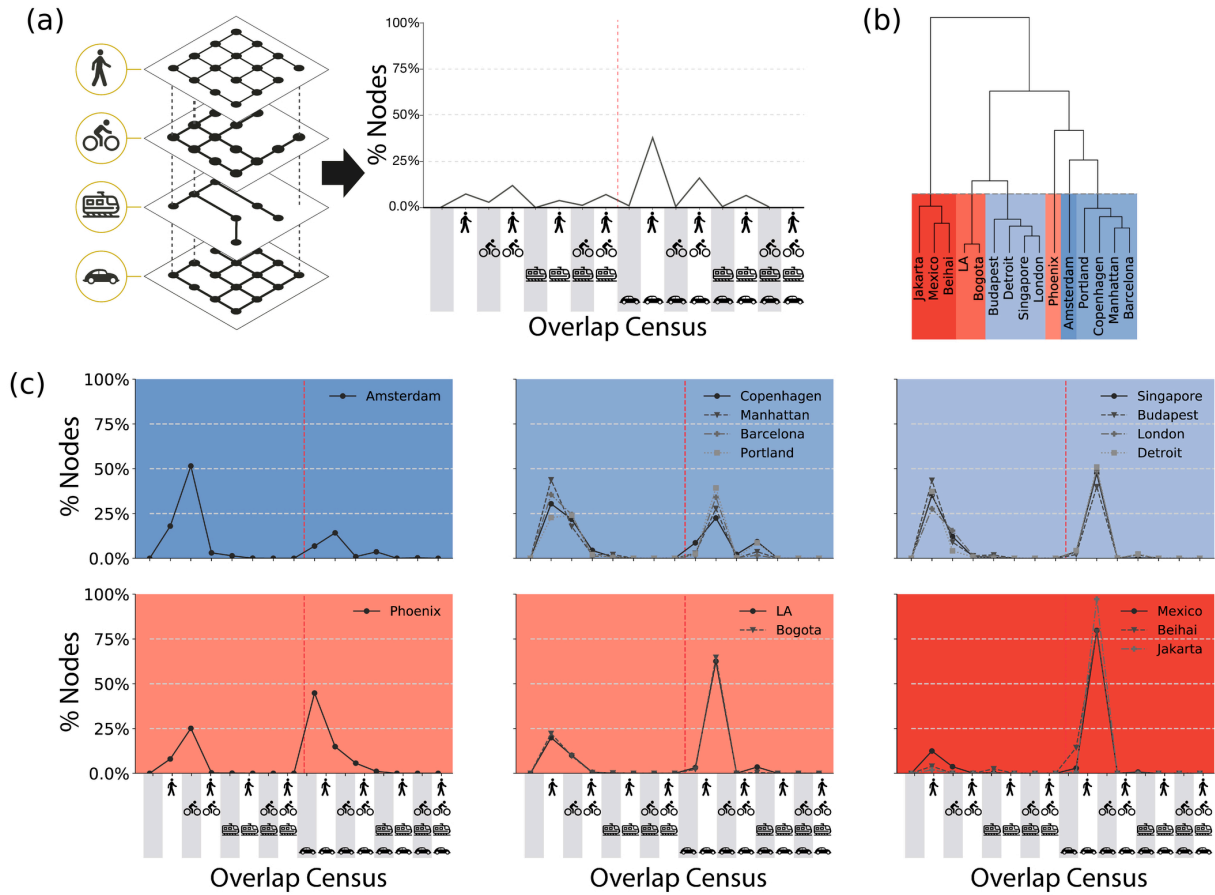 (a)
100%
75%
50%
25%
0.0%
% Nodes
Overlap Census
(b)
Jakarta
Mexico
Beihai
LA
Bogota
Budapest
Detroit
Singapore
London
Phoenix
Amsterdam
Portland
Copenhagen
Manhattan
Barcelona
(c)
100%
75%
50%
25%
0.0%
% Nodes
Amsterdam
Copenhagen
Manhattan
Barcelona
Portland
Singapore
Budapest
London
Detroit
100%
75%
50%
25%
0.0%
% Nodes
Phoenix
LA
Bogota
Mexico
Beihai
Jakarta
Overlap Census
Overlap Census
Overlap Census